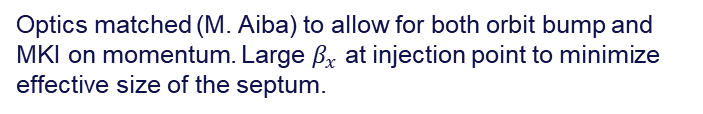 Optics matched (M. Aiba) to allow for both orbit bump and
MKI on momentum. Large βₓ at injection point to minimize
effective size of the septum.